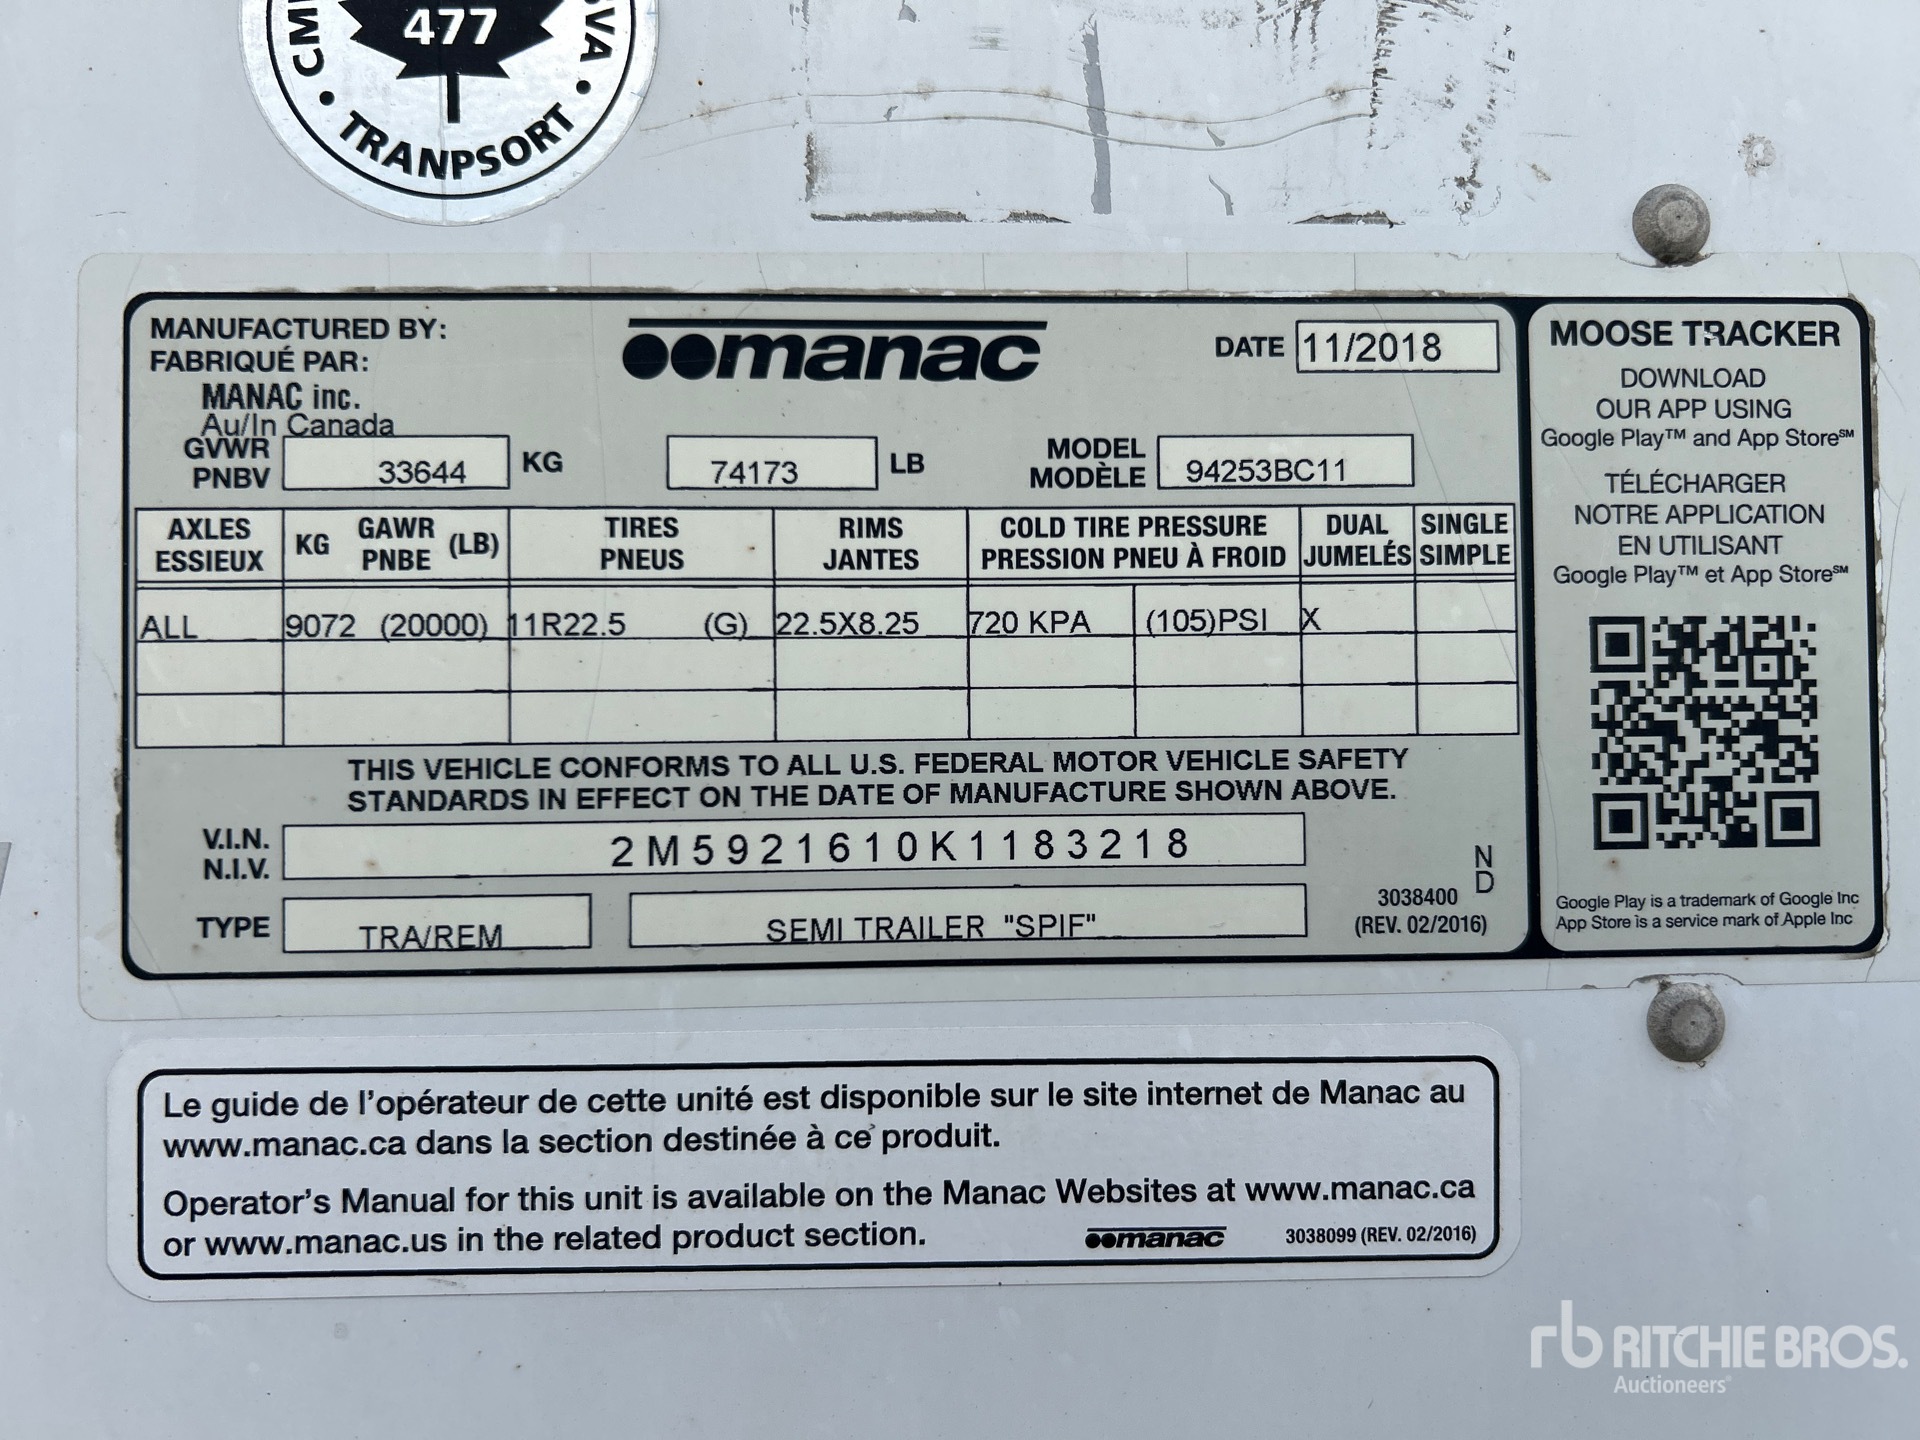 477
TRANPSORT
MANUFACTURED BY:
FABRIQUÉ PAR:
MANAC inc.
Au/In Canada
manac
DATE 11/2018
GVWR
PNBV
33644 KG
74173 LB
MODEL
MODÈLE
94253BC11
AXLES
ESSIEUX
KG GAWR (LB)
PNBE
TIRES
PNEUS
RIMS
JANTES
COLD TIRE PRESSURE
PRESSION PNEU À FROID
DUAL
JUMELÉS
SINGLE
SIMPLE
ALL 9072 (20000) 11R22.5 (G) 22.5X8.25 720 KPA (105)PSI X
THIS VEHICLE CONFORMS TO ALL U.S. FEDERAL MOTOR VEHICLE SAFETY
STANDARDS IN EFFECT ON THE DATE OF MANUFACTURE SHOWN ABOVE.
V.I.N.
N.I.V.
2M5921610K1183218
TYPE TRA/REM SEMI TRAILER "SPIF"
3038400
(REV. 02/2016)
N
D
MOOSE TRACKER
DOWNLOAD
OUR APP USING
Google Play™ and App Store℠
TÉLÉCHARGER
NOTRE APPLICATION
EN UTILISANT
Google Play™ et App Store℠
Google Play is a trademark of Google Inc
App Store is a service mark of Apple Inc
Le guide de l'opérateur de cette unité est disponible sur le site internet de Manac au
www.manac.ca dans la section destinée à ce produit.
Operator's Manual for this unit is available on the Manac Websites at www.manac.ca
or www.manac.us in the related product section.
manac 3038099 (REV. 02/2016)
rb RITCHIE BROS.
Auctioneers